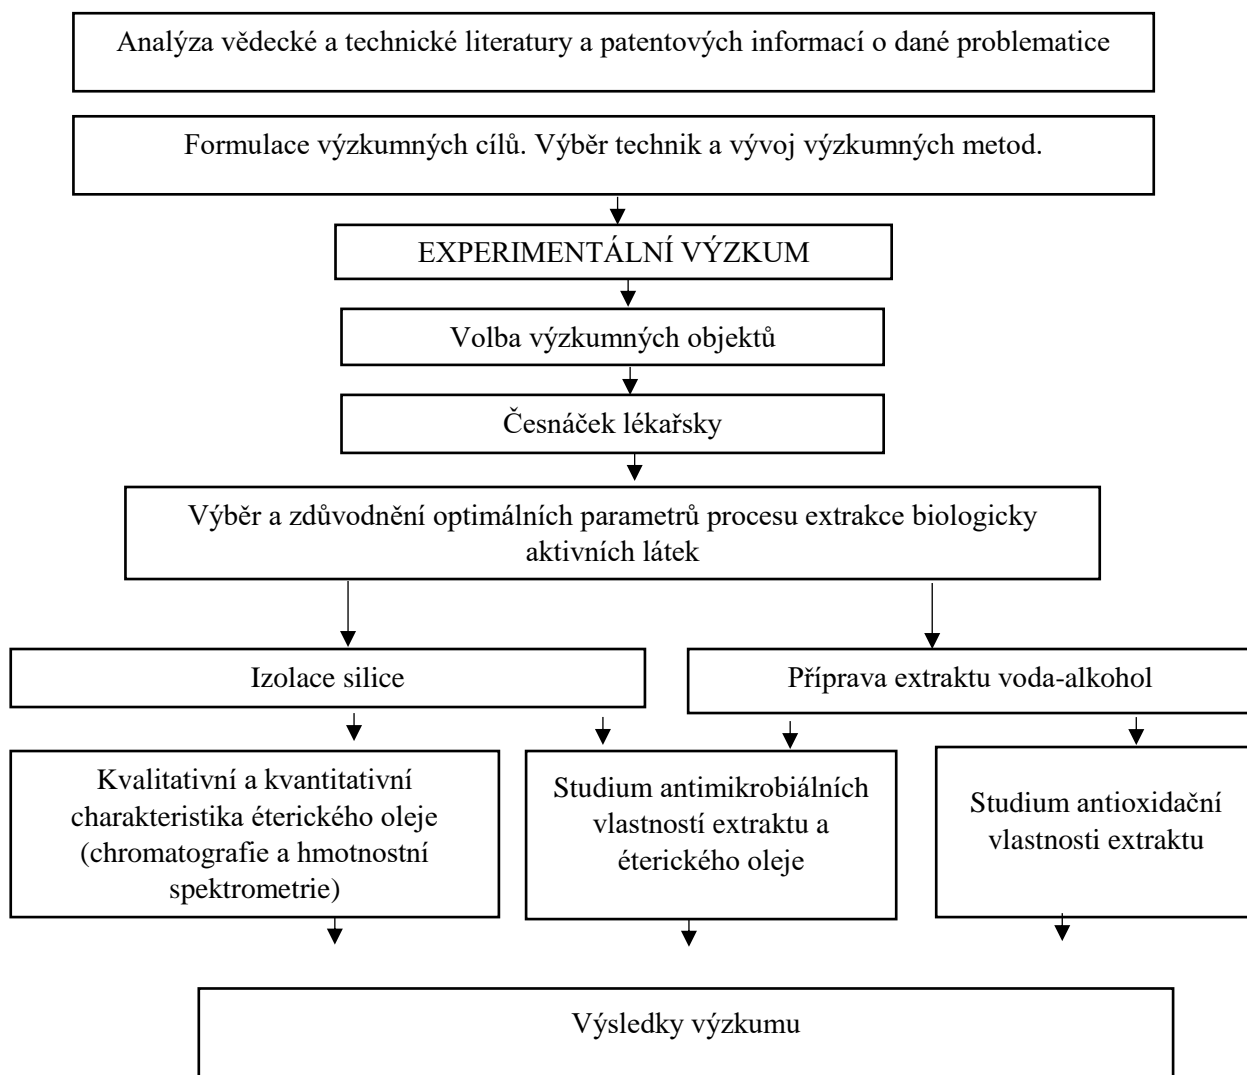 Analýza vědecké a technické literatury a patentových informací o dané problematice
Formulace výzkumných cílů. Výběr technik a vývoj výzkumných metod.
EXPERIMENTÁLNÍ VÝZKUM
Volba výzkumných objektů
Česnáček lékařsky
Výběr a zdůvodnění optimálních parametrů procesu extrakce biologicky
aktivních látek
Izolace silice
Příprava extraktu voda-alkohol
Kvalitativní a kvantitativní
charakteristika éterického oleje
(chromatografie a hmotnostní
spektrometrie)
Studium antimikrobiálních
vlastností extraktu a
éterického oleje
Studium antioxidační
vlastnosti extraktu
Výsledky výzkumu